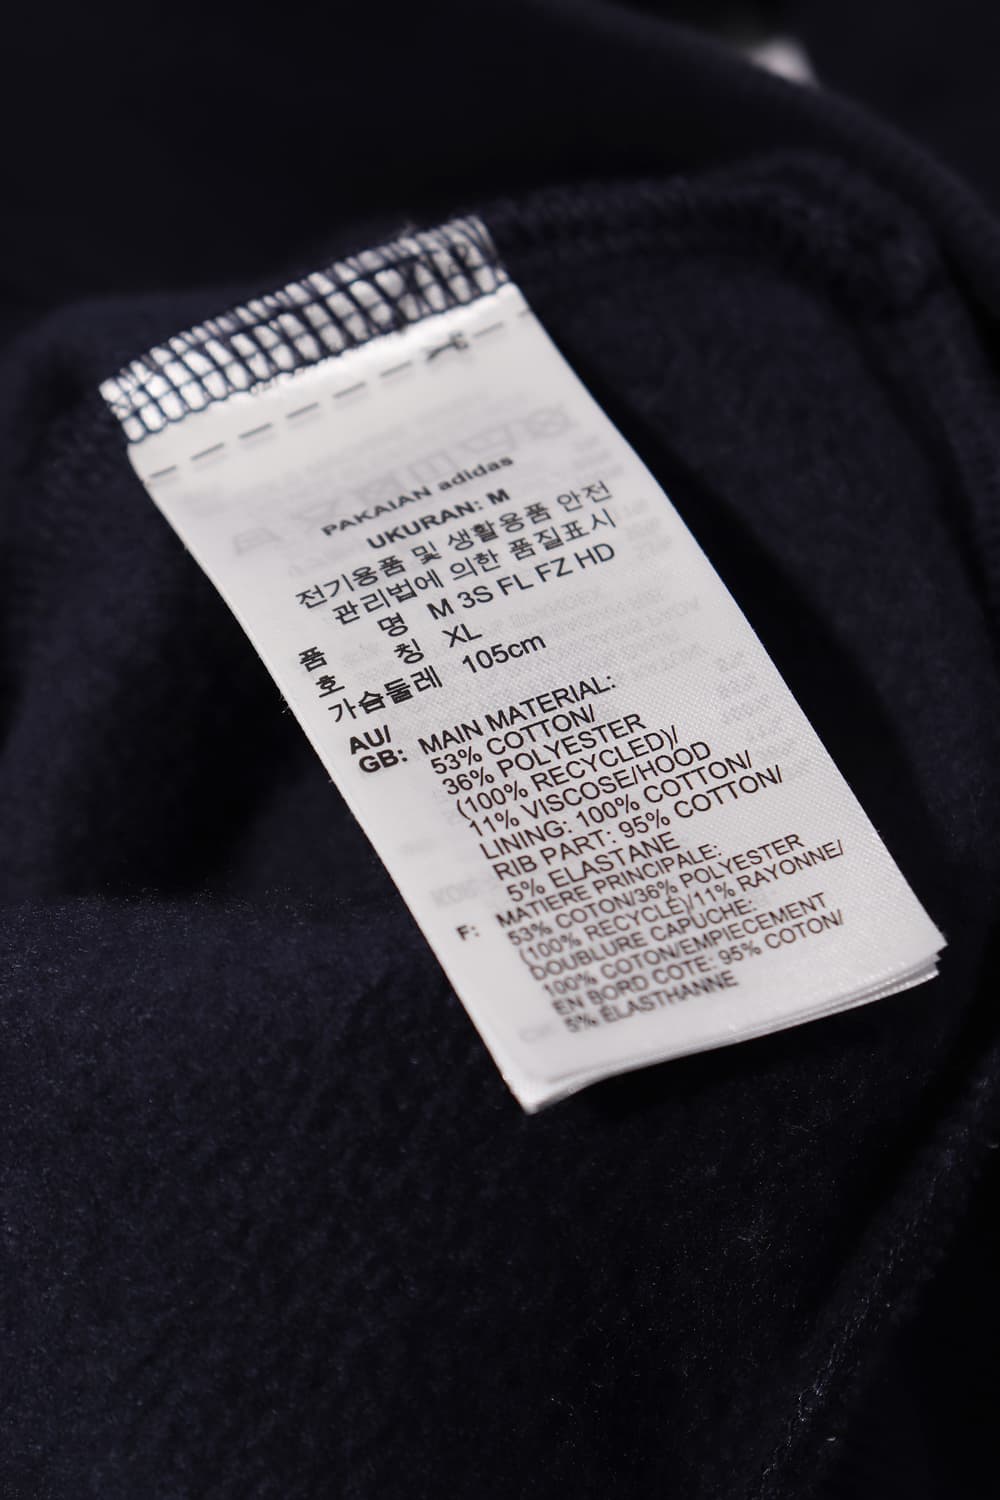 PAKAIAN adidas
UKURAN: M
전기용품 및 생활용품 안전
관리법에 의한 품질표시
품 명 M 3S FL FZ HD
호 칭 XL
가슴둘레 105cm
AU/
GB: MAIN MATERIAL:
53% COTTON/
36% POLYESTER
(100% RECYCLED)/
11% VISCOSE/HOOD
LINING: 100% COTTON/
RIB PART: 95% COTTON/
5% ELASTANE
F: MATIERE PRINCIPALE:
53% COTON/36% POLYESTER
(100% RECYCLÉ)/11% RAYONNE/
DOUBLURE CAPUCHE:
100% COTON/EMPIECEMENT
EN BORD COTE: 95% COTON/
5% ÉLASTHANNE